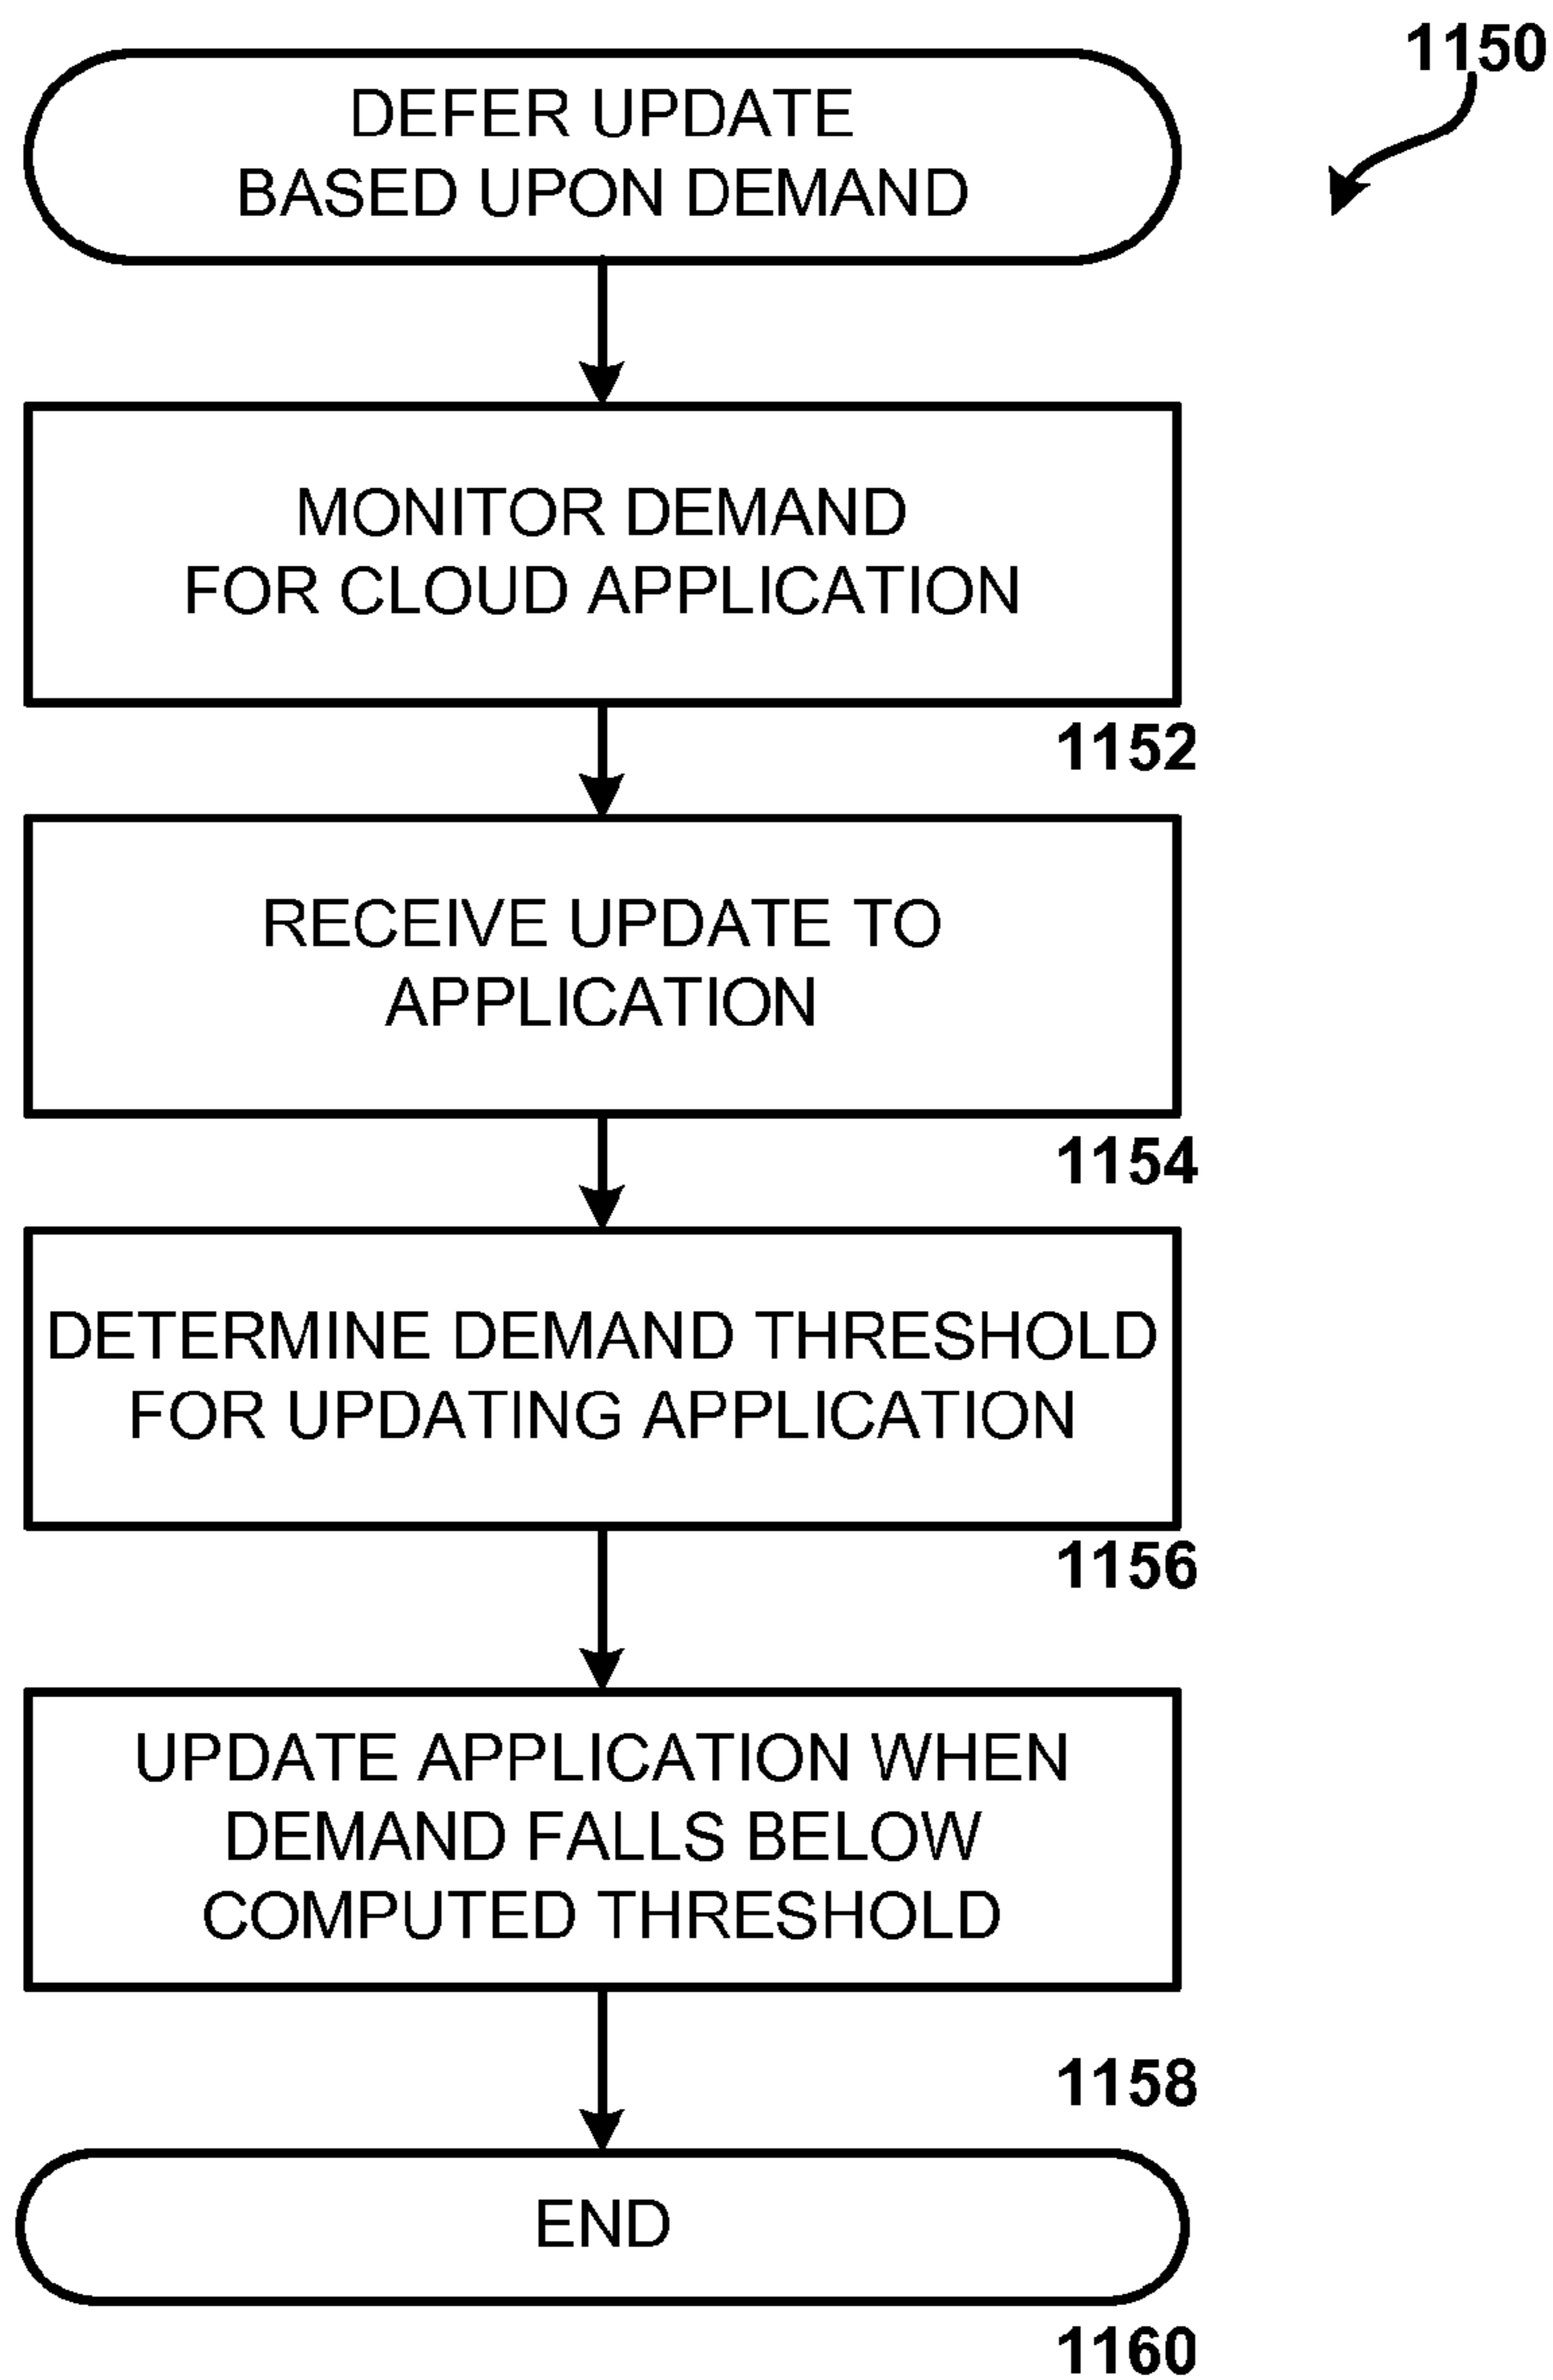 1150
DEFER UPDATE
BASED UPON DEMAND
MONITOR DEMAND
FOR CLOUD APPLICATION
1152
RECEIVE UPDATE TO
APPLICATION
1154
DETERMINE DEMAND THRESHOLD
FOR UPDATING APPLICATION
1156
UPDATE APPLICATION WHEN
DEMAND FALLS BELOW
COMPUTED THRESHOLD
1158
END
1160